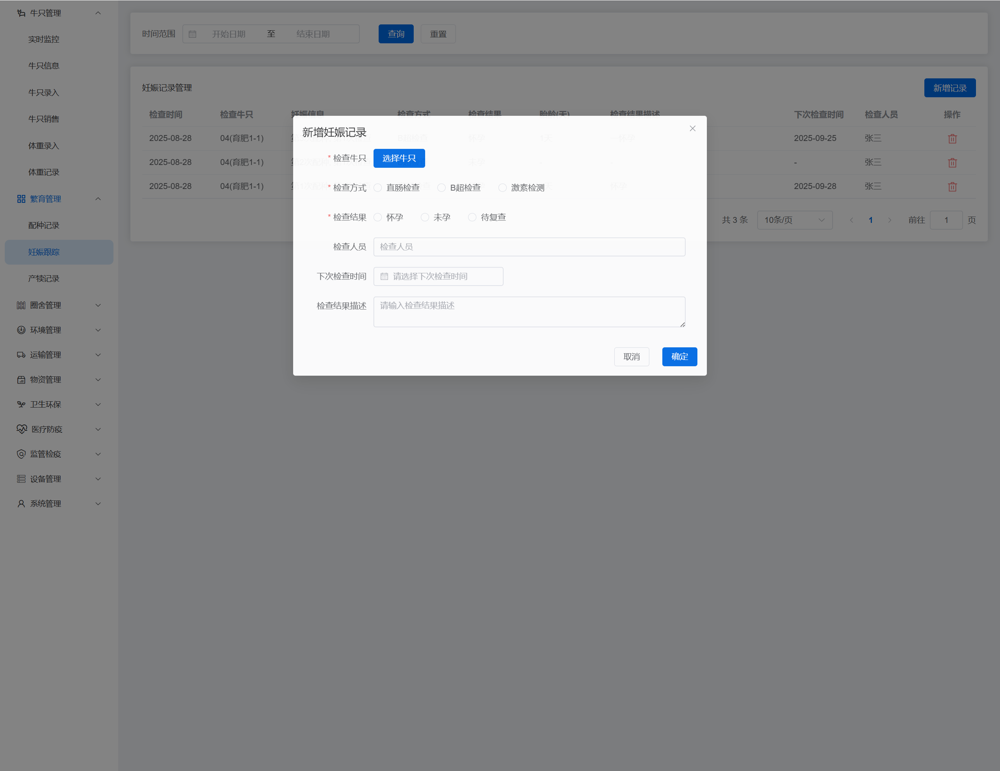 牛只管理
实时监控
牛只信息
牛只录入
牛只销售
体重录入
体重记录
繁育管理
配种记录
妊娠跟踪
产犊记录
圈舍管理
环境管理
运输管理
物资管理
卫生环保
医疗防疫
监管检疫
设备管理
系统管理
时间范围 开始日期 至 结束日期 查询 重置
妊娠记录管理 新增记录
检查时间 检查牛只 妊娠信息 检查方式 检查结果 胎龄(天) 检查结果描述 下次检查时间 检查人员 操作
2025-08-28 04(育肥1-1) B超检查 怀孕 1天 一怀孕 2025-09-25 张三
2025-08-28 04(育肥1-1) 第2次配种, 未孕 - - - 张三
2025-08-28 04(育肥1-1) 第1次配种 怀孕 2025-09-28 张三
共 3 条 10条/页 1 前往 1 页
新增妊娠记录
* 检查牛只 选择牛只
* 检查方式 直肠检查 B超检查 激素检测
* 检查结果 怀孕 未孕 待复查
检查人员 检查人员
下次检查时间 请选择下次检查时间
检查结果描述 请输入检查结果描述
取消 确定